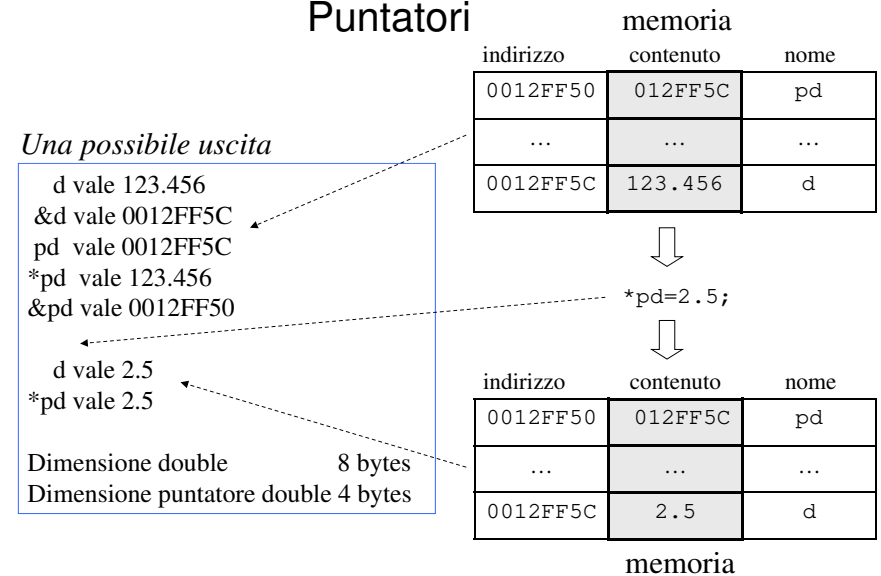 Puntatori
memoria
indirizzo contenuto nome
0012FF50 012FF5C pd
... ... ...
0012FF5C 123.456 d
Una possibile uscita
d vale 123.456
&d vale 0012FF5C
pd vale 0012FF5C
*pd vale 123.456
&pd vale 0012FF50
d vale 2.5
*pd vale 2.5
Dimensione double 8 bytes
Dimensione puntatore double 4 bytes
*pd=2.5;
indirizzo contenuto nome
0012FF50 012FF5C pd
... ... ...
0012FF5C 2.5 d
memoria